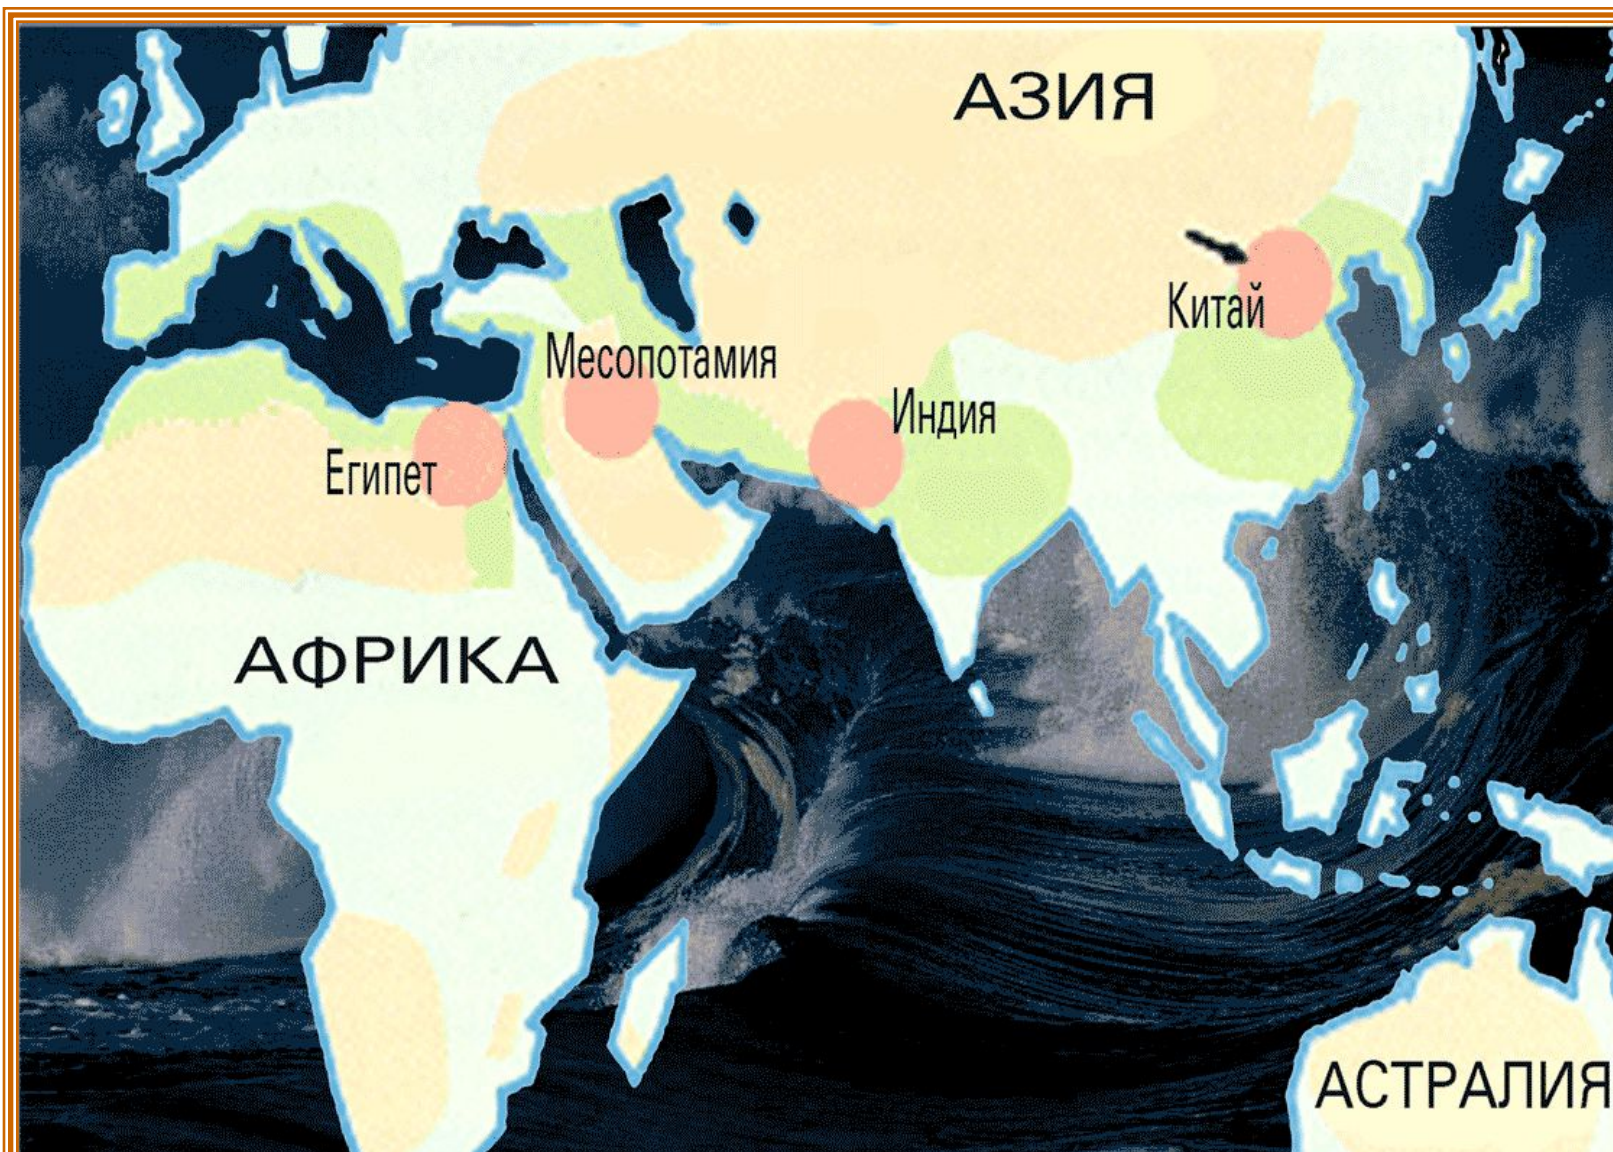 АЗИЯ
Китай
Месопотамия
Индия
Египет
АФРИКА
АСТРАЛИЯ